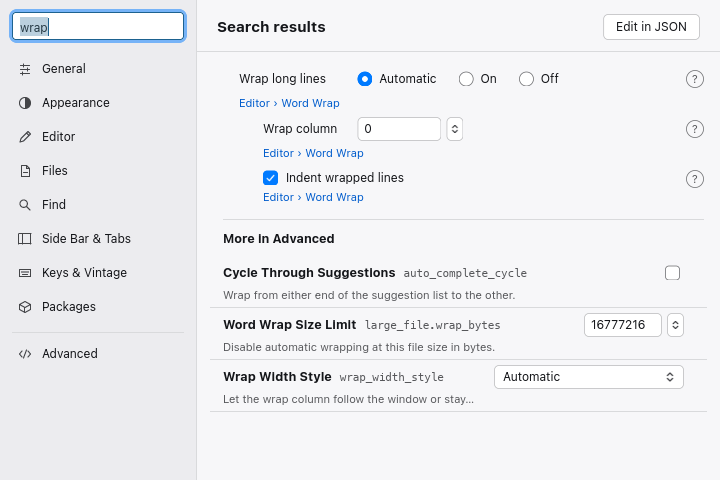 wrap
General
Appearance
Editor
Files
Find
Side Bar & Tabs
Keys & Vintage
Packages
Advanced
Search results
Edit in JSON
Wrap long lines Automatic On Off ?
Editor › Word Wrap
Wrap column 0 ?
Editor › Word Wrap
Indent wrapped lines ?
Editor › Word Wrap
More in Advanced
Cycle Through Suggestions auto_complete_cycle
Wrap from either end of the suggestion list to the other.
Word Wrap Size Limit large_file.wrap_bytes 16777216
Disable automatic wrapping at this file size in bytes.
Wrap Width Style wrap_width_style Automatic
Let the wrap column follow the window or stay…